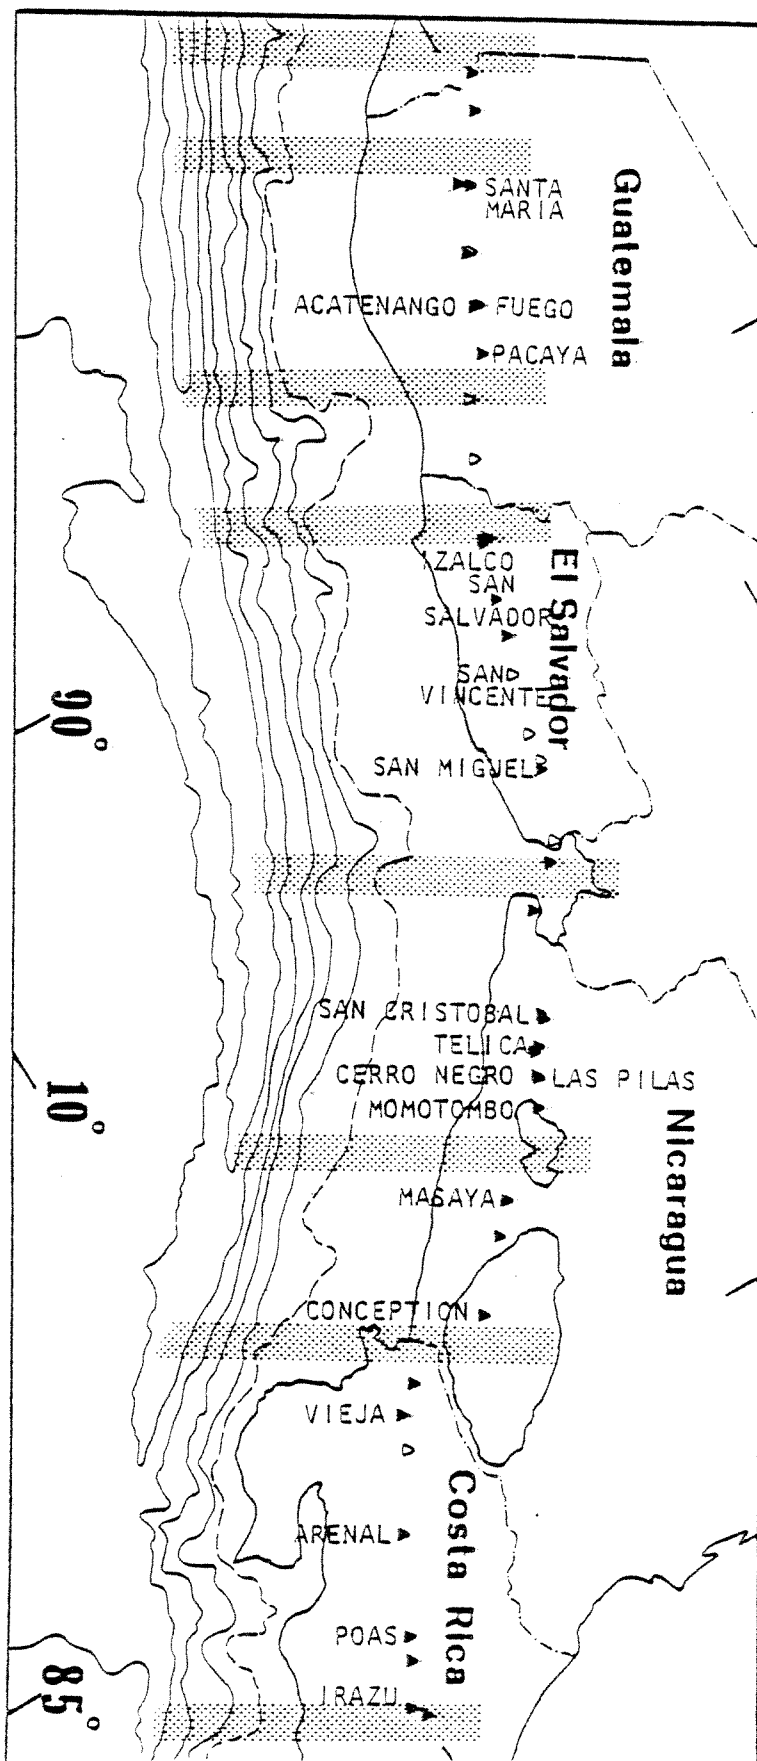 Guatemala
SANTA
MARIA
ACATENANGO FUEGO
PACAYA
El Salvador
IZALCO
SAN
SALVADOR
SAN
VINCENTE
SAN MIGUEL
90°
Nicaragua
SAN CRISTOBAL
TELICA
CERRO NEGRO LAS PILAS
MOMOTOMBO
10°
MASAYA
CONCEPTION
Costa Rica
VIEJA
ARENAL
POAS
IRAZU
85°